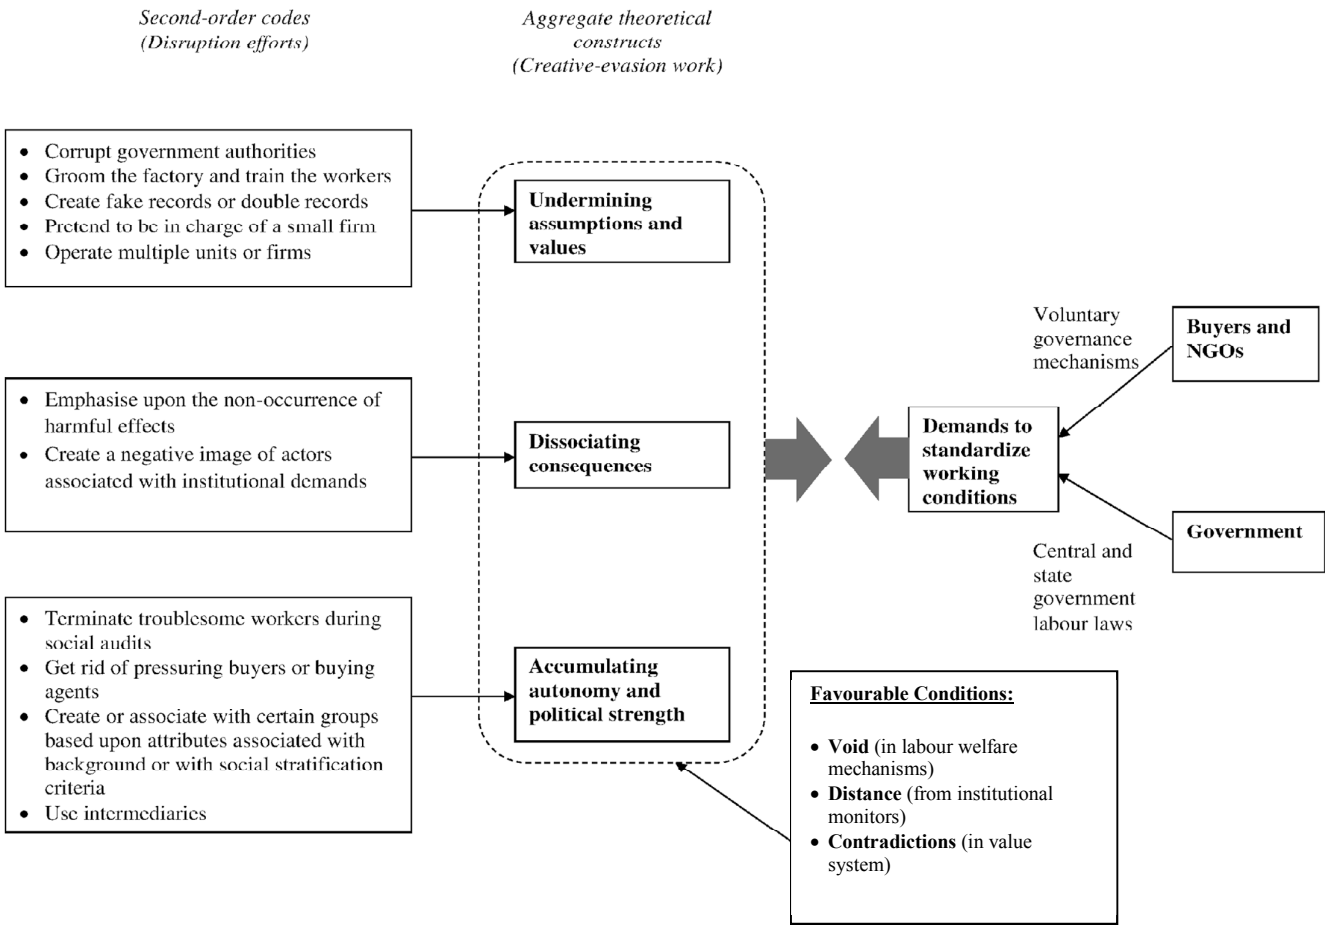 Second-order codes
(Disruption efforts)
Aggregate theoretical
constructs
(Creative-evasion work)
• Corrupt government authorities
• Groom the factory and train the workers
• Create fake records or double records
• Pretend to be in charge of a small firm
• Operate multiple units or firms
Undermining
assumptions and
values
• Emphasise upon the non-occurrence of
harmful effects
• Create a negative image of actors
associated with institutional demands
Dissociating
consequences
• Terminate troublesome workers during
social audits
• Get rid of pressuring buyers or buying
agents
• Create or associate with certain groups
based upon attributes associated with
background or with social stratification
criteria
• Use intermediaries
Accumulating
autonomy and
political strength
Demands to
standardize
working
conditions
Voluntary
governance
mechanisms
Buyers and
NGOs
Government
Central and
state
government
labour laws
Favourable Conditions:
• Void (in labour welfare
mechanisms)
• Distance (from institutional
monitors)
• Contradictions (in value
system)